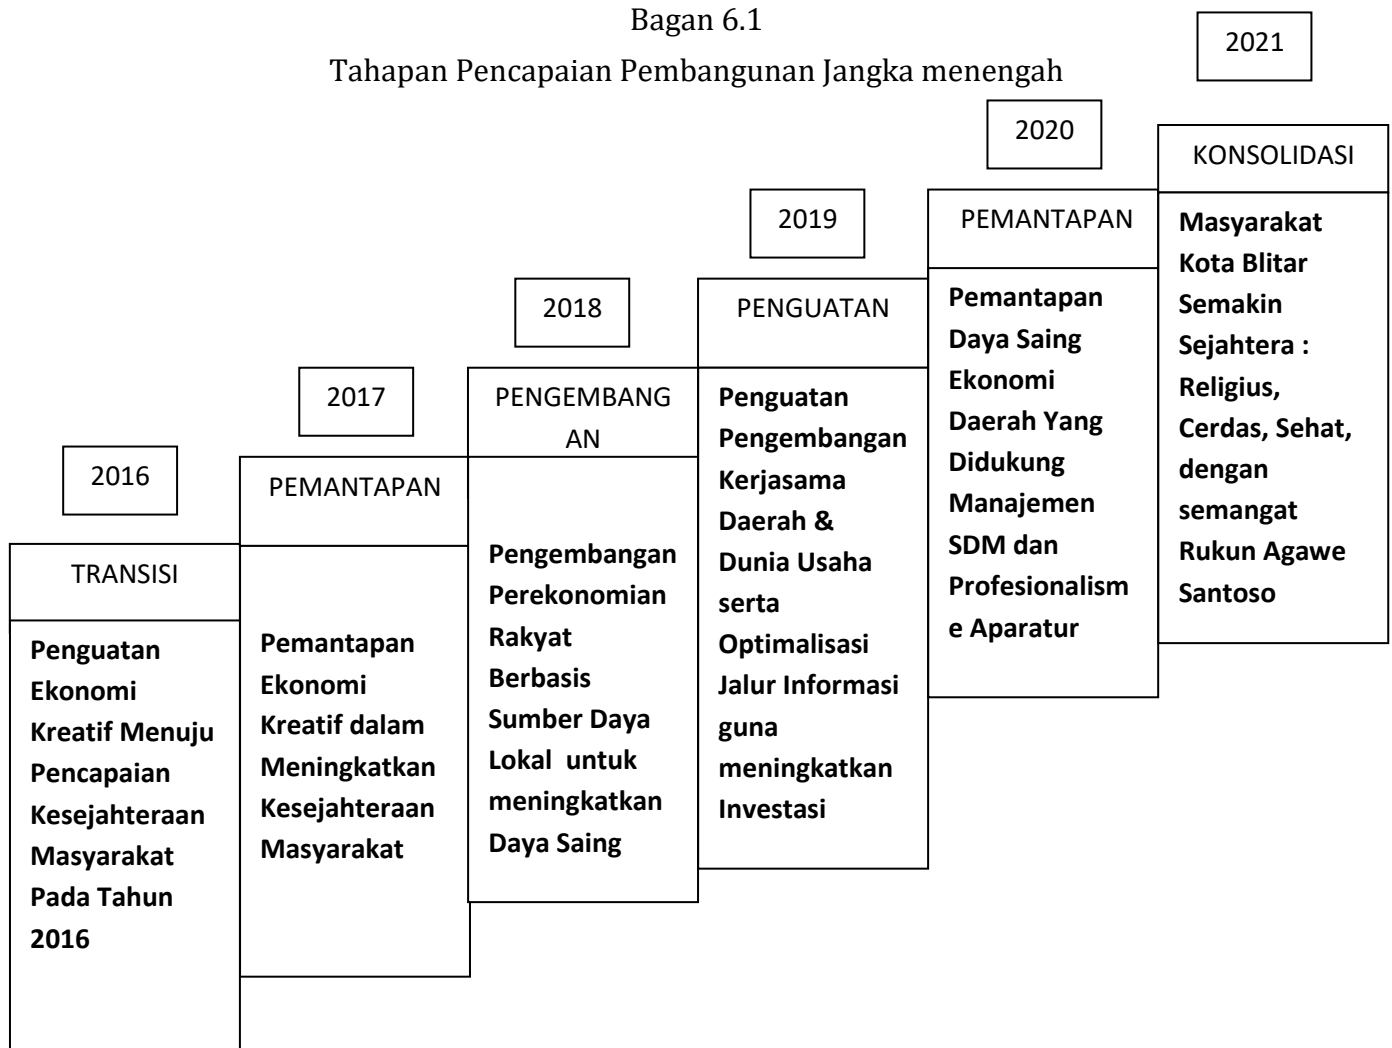 Bagan 6.1
Tahapan Pencapaian Pembangunan Jangka menengah
2016
TRANSISI
Penguatan
Ekonomi
Kreatif Menuju
Pencapaian
Kesejahteraan
Masyarakat
Pada Tahun
2016
2017
PEMANTAPAN
Pemantapan
Ekonomi
Kreatif dalam
Meningkatkan
Kesejahteraan
Masyarakat
2018
PENGEMBANG
AN
Pengembangan
Perekonomian
Rakyat
Berbasis
Sumber Daya
Lokal untuk
meningkatkan
Daya Saing
2019
PENGUATAN
Penguatan
Pengembangan
Kerjasama
Daerah &
Dunia Usaha
serta
Optimalisasi
Jalur Informasi
guna
meningkatkan
Investasi
2020
PEMANTAPAN
Pemantapan
Daya Saing
Ekonomi
Daerah Yang
Didukung
Manajemen
SDM dan
Profesionalism
e Aparatur
2021
KONSOLIDASI
Masyarakat
Kota Blitar
Semakin
Sejahtera :
Religius,
Cerdas, Sehat,
dengan
semangat
Rukun Agawe
Santoso